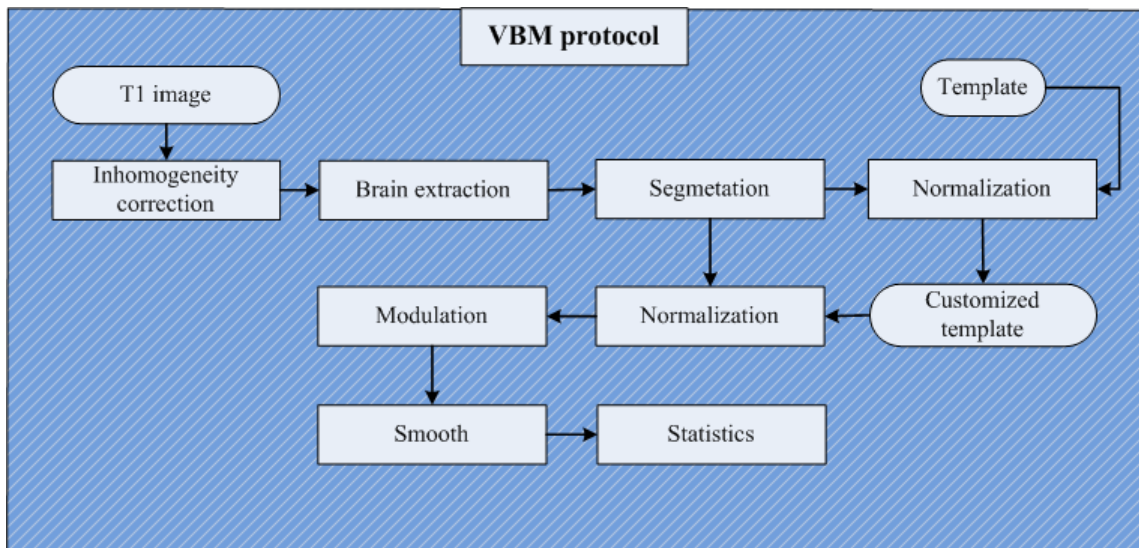 VBM protocol
T1 image
Template
Inhomogeneity
correction
Brain extraction
Segmetation
Normalization
Modulation
Normalization
Customized
template
Smooth
Statistics